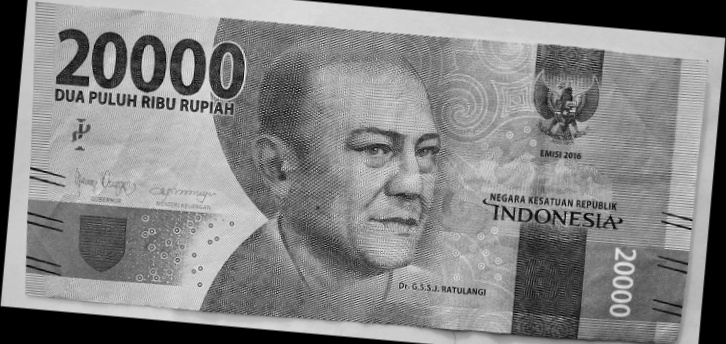 20000
DUA PULUH RIBU RUPIAH
EMISI 2016
GUBERNUR
MENTERI KEUANGAN
NEGARA KESATUAN REPUBLIK
INDONESIA
Dr. G.S.S.J. RATULANGI
20000